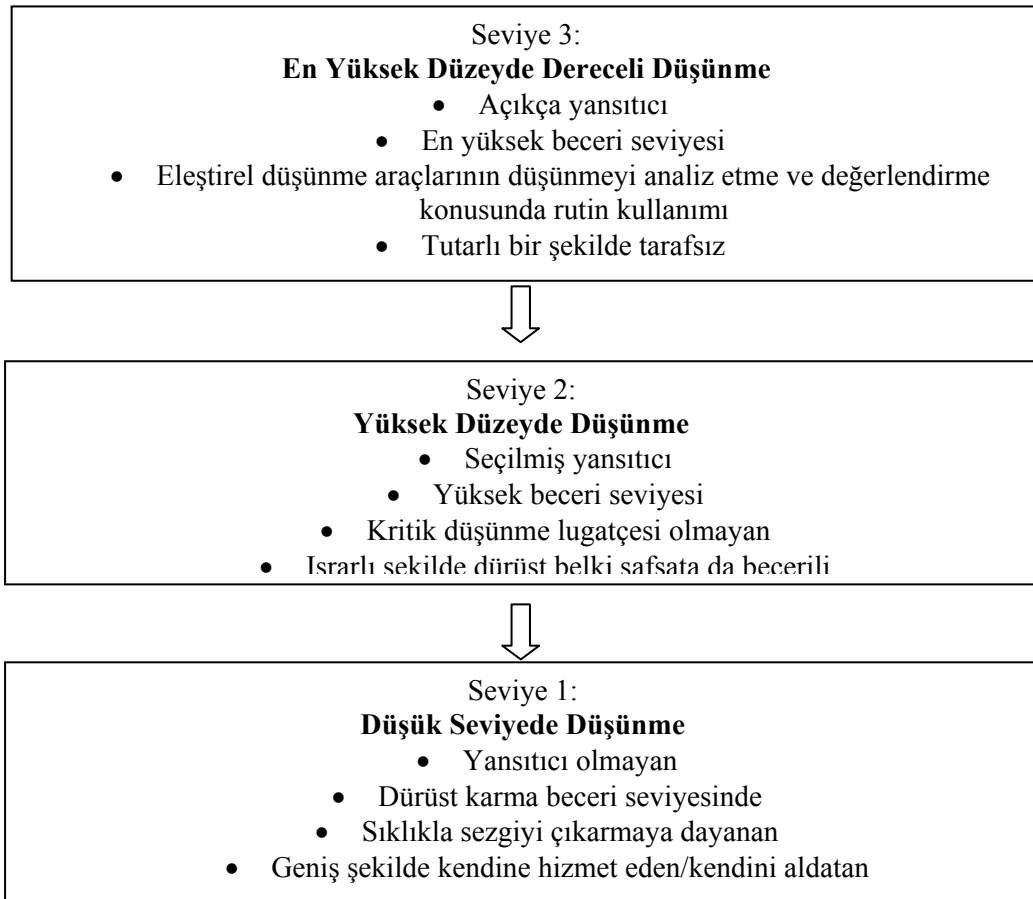 Seviye 3:
En Yüksek Düzeyde Dereceli Düşünme
• Açıkça yansıtıcı
• En yüksek beceri seviyesi
• Eleştirel düşünme araçlarının düşünmeyi analiz etme ve değerlendirme
konusunda rutin kullanımı
• Tutarlı bir şekilde tarafsız
Seviye 2:
Yüksek Düzeyde Düşünme
• Seçilmiş yansıtıcı
• Yüksek beceri seviyesi
• Kritik düşünme lugatçesi olmayan
• Israrlı şekilde dürüst belki safsata da becerili
Seviye 1:
Düşük Seviyede Düşünme
• Yansıtıcı olmayan
• Dürüst karma beceri seviyesinde
• Sıklıkla sezgiyi çıkarmaya dayanan
• Geniş şekilde kendine hizmet eden/kendini aldatan